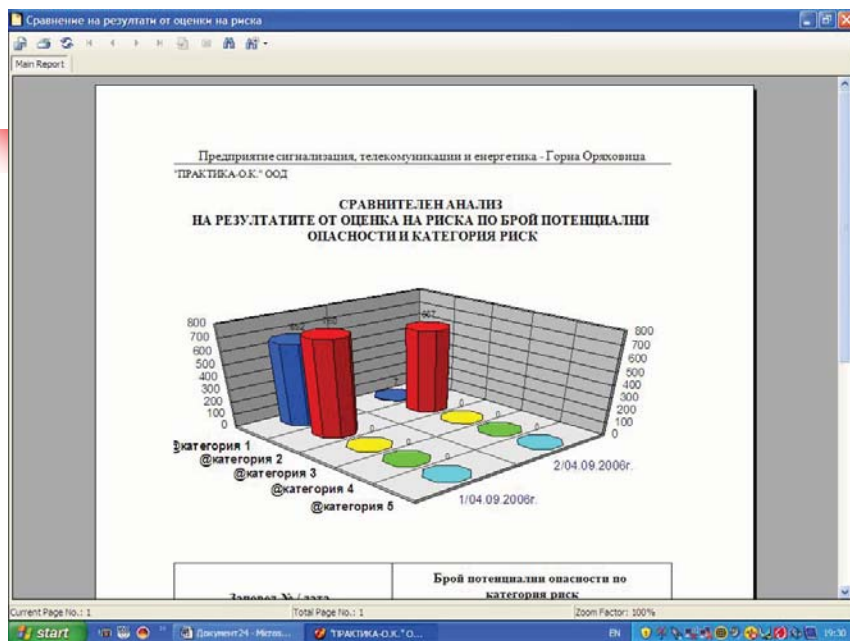 Сравнение на резултати от оценки на риска
Main Report
Предприятие сигнализация, телекомуникации и енергетика - Горна Оряховица
"ПРАКТИКА-О.К." ООД
СРАВНИТЕЛЕН АНАЛИЗ
НА РЕЗУЛТАТИТЕ ОТ ОЦЕНКА НА РИСКА ПО БРОЙ ПОТЕНЦИАЛНИ
ОПАСНОСТИ И КАТЕГОРИЯ РИСК
800
700
600
500
400
300
200
100
0
800
700
600
500
400
300
200
100
0
0
0
0
0
0
0
@категория 1
@категория 2
@категория 3
@категория 4
@категория 5
1/04.09.2006г.
2/04.09.2006г.
Заповед № / дата
Брой потенциални опасности по
категория риск
Current Page No.: 1
Total Page No.: 1
Zoom Factor: 100%
start
Документ24 - Micros...
"ПРАКТИКА-О.К." О...
EN
19:30